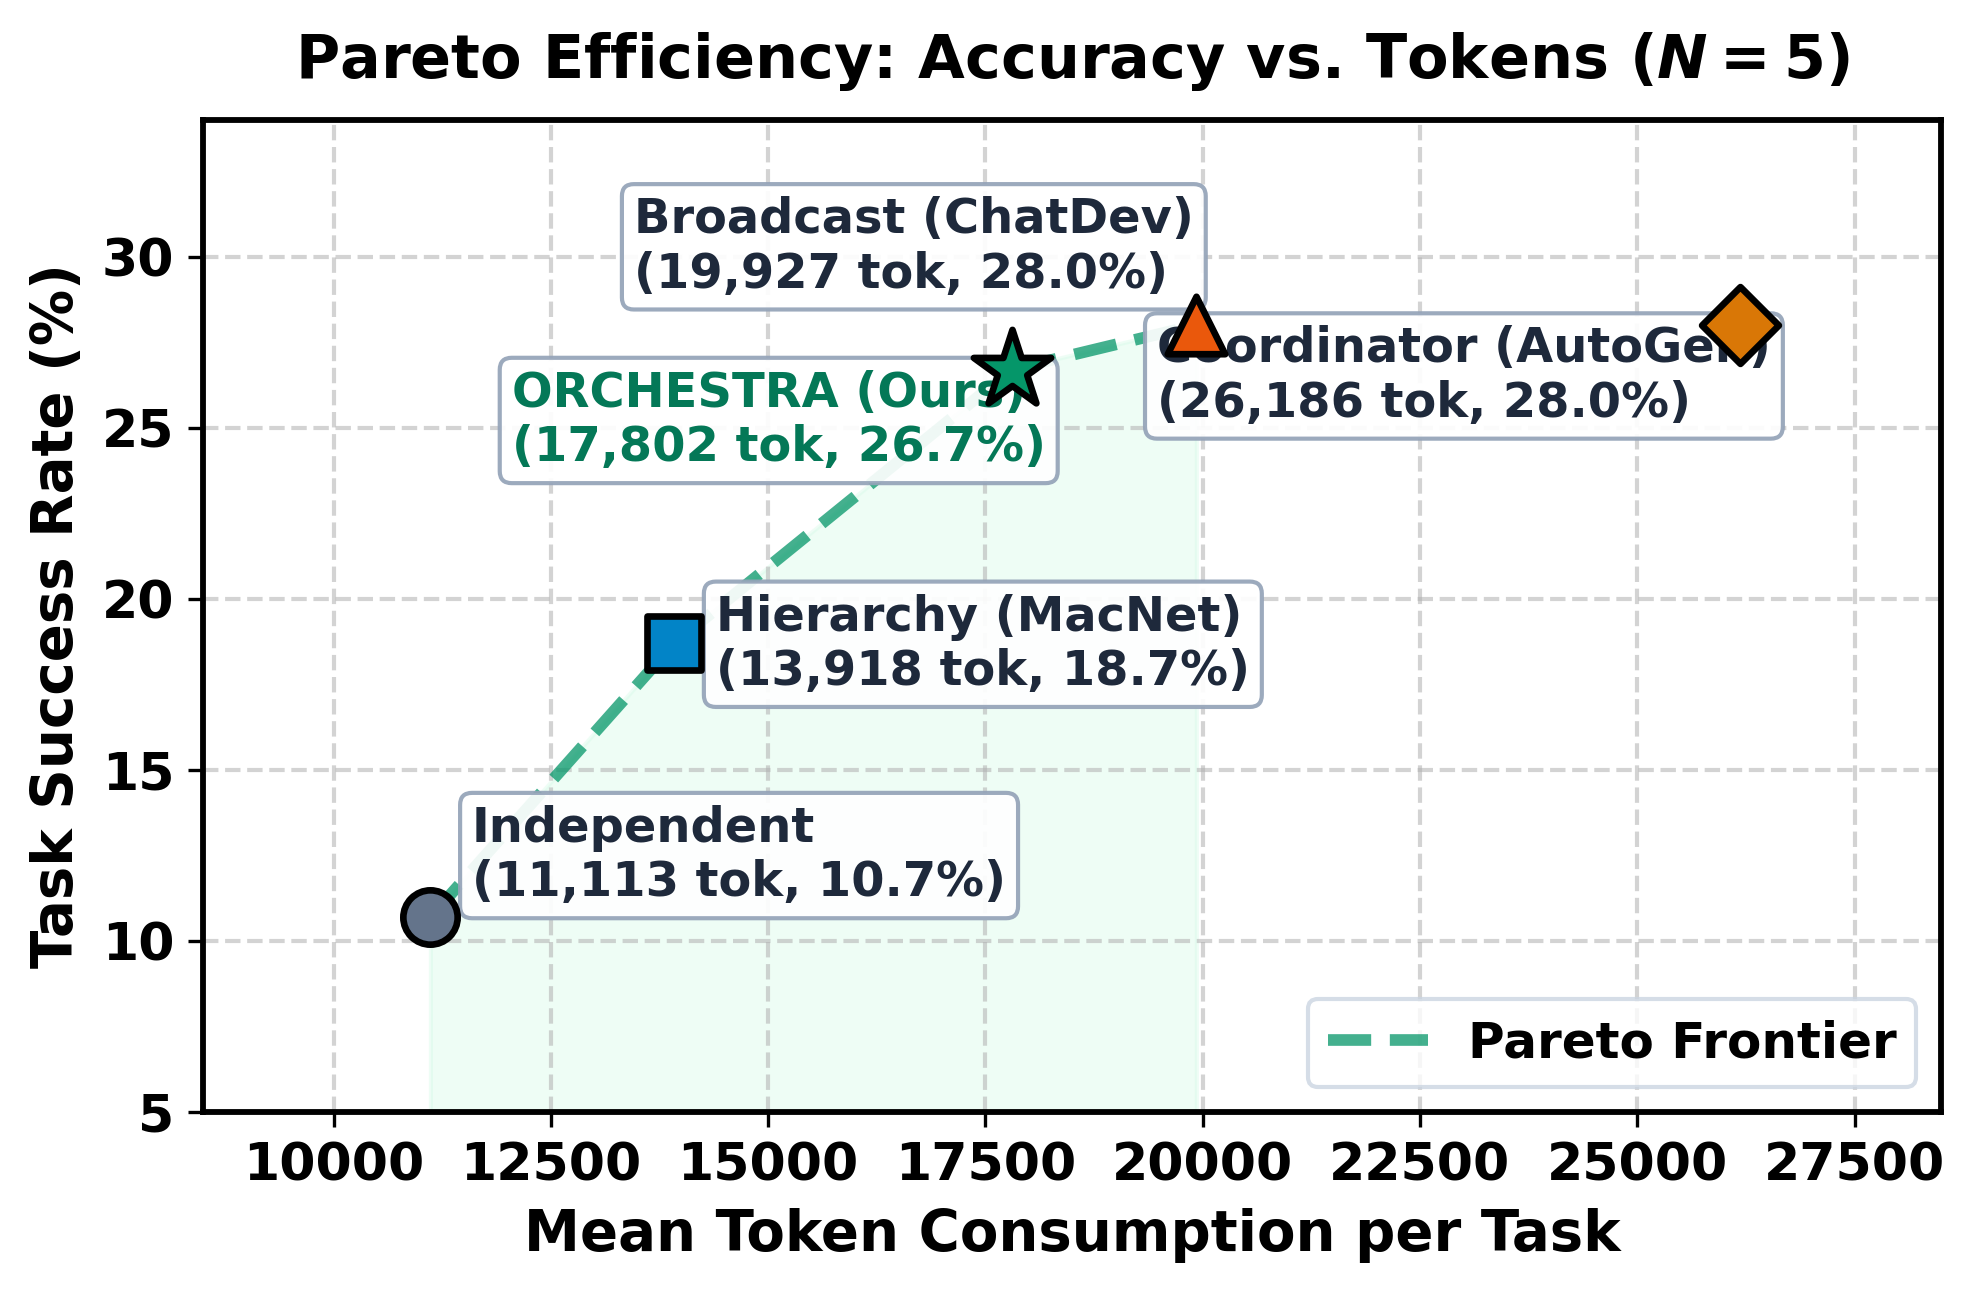 Pareto Efficiency: Accuracy vs. Tokens (N = 5)
Task Success Rate (%)
30
25
20
15
10
5
Broadcast (ChatDev)
(19,927 tok, 28.0%)
Coordinator (AutoGen)
(26,186 tok, 28.0%)
ORCHESTRA (Ours)
(17,802 tok, 26.7%)
Hierarchy (MacNet)
(13,918 tok, 18.7%)
Independent
(11,113 tok, 10.7%)
Pareto Frontier
10000 12500 15000 17500 20000 22500 25000 27500
Mean Token Consumption per Task